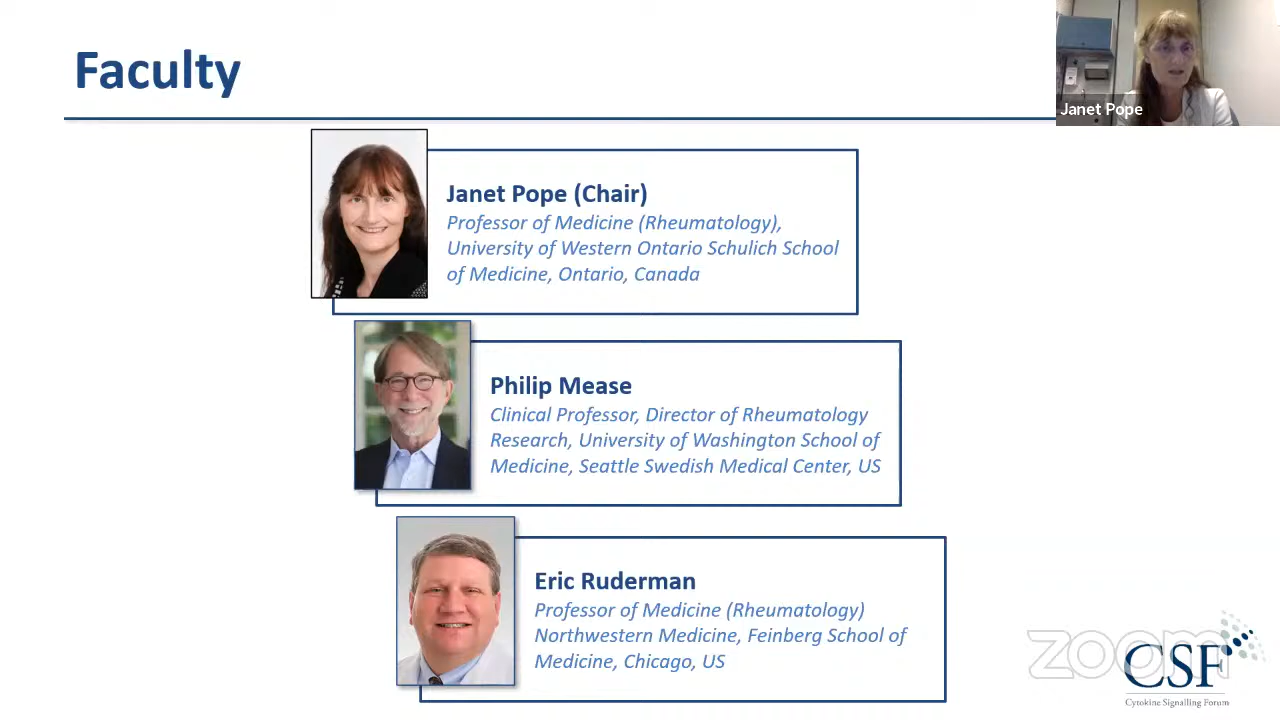 Faculty
Janet Pope
Janet Pope (Chair)
Professor of Medicine (Rheumatology),
University of Western Ontario Schulich School
of Medicine, Ontario, Canada
Philip Mease
Clinical Professor, Director of Rheumatology
Research, University of Washington School of
Medicine, Seattle Swedish Medical Center, US
Eric Ruderman
Professor of Medicine (Rheumatology)
Northwestern Medicine, Feinberg School of
Medicine, Chicago, US
zoom
CSF
Cytokine Signalling Forum